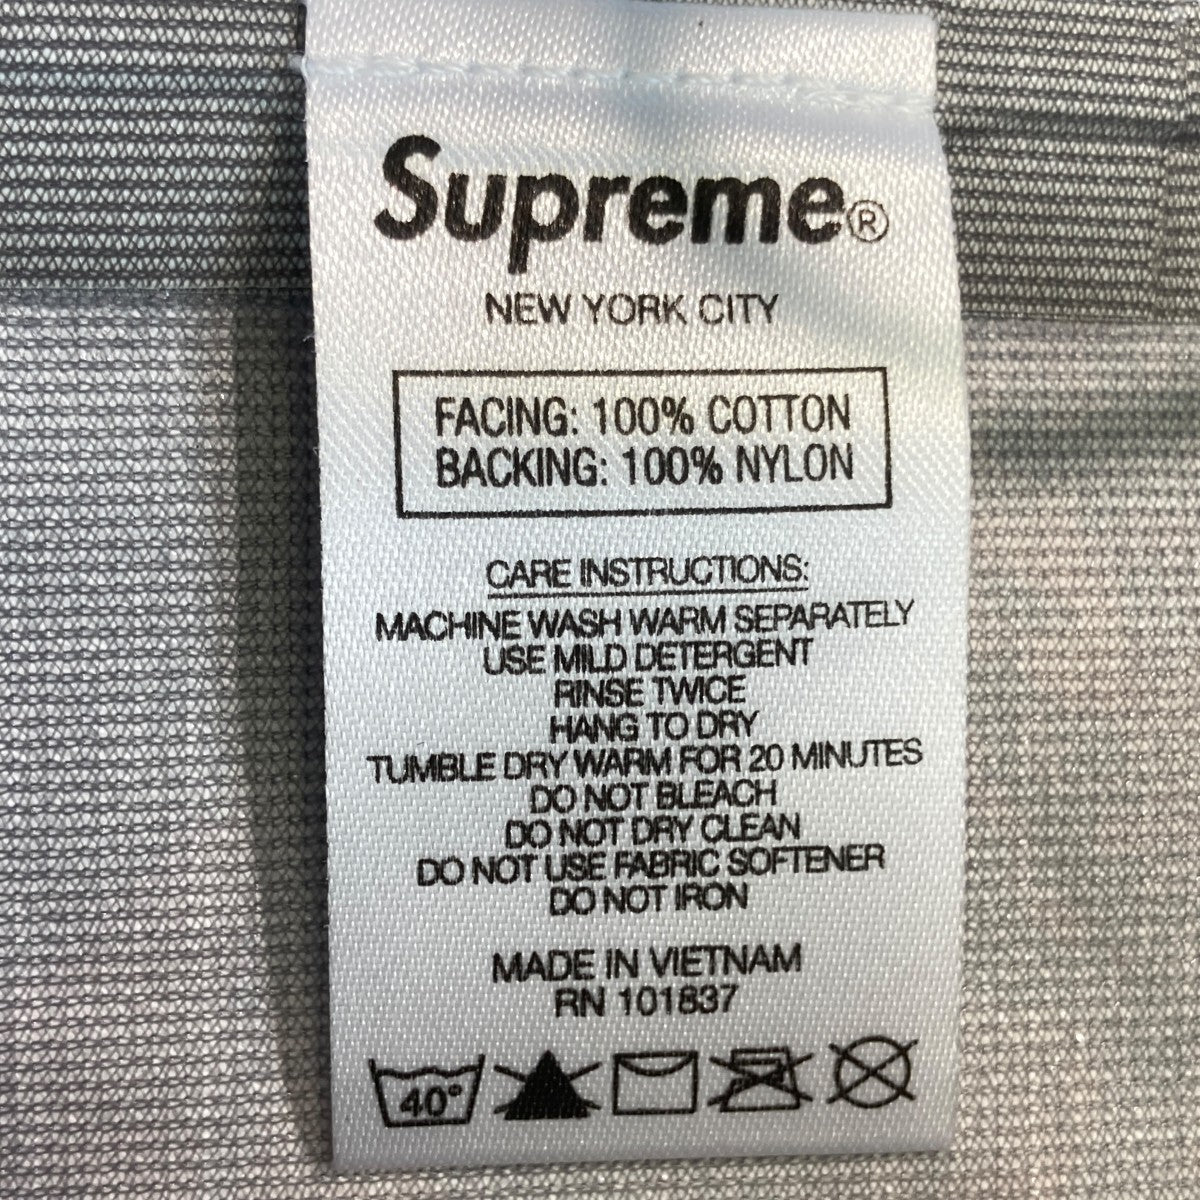 Supreme®
NEW YORK CITY
FACING: 100% COTTON
BACKING: 100% NYLON
CARE INSTRUCTIONS:
MACHINE WASH WARM SEPARATELY
USE MILD DETERGENT
RINSE TWICE
HANG TO DRY
TUMBLE DRY WARM FOR 20 MINUTES
DO NOT BLEACH
DO NOT DRY CLEAN
DO NOT USE FABRIC SOFTENER
DO NOT IRON
MADE IN VIETNAM
RN 101837
40°